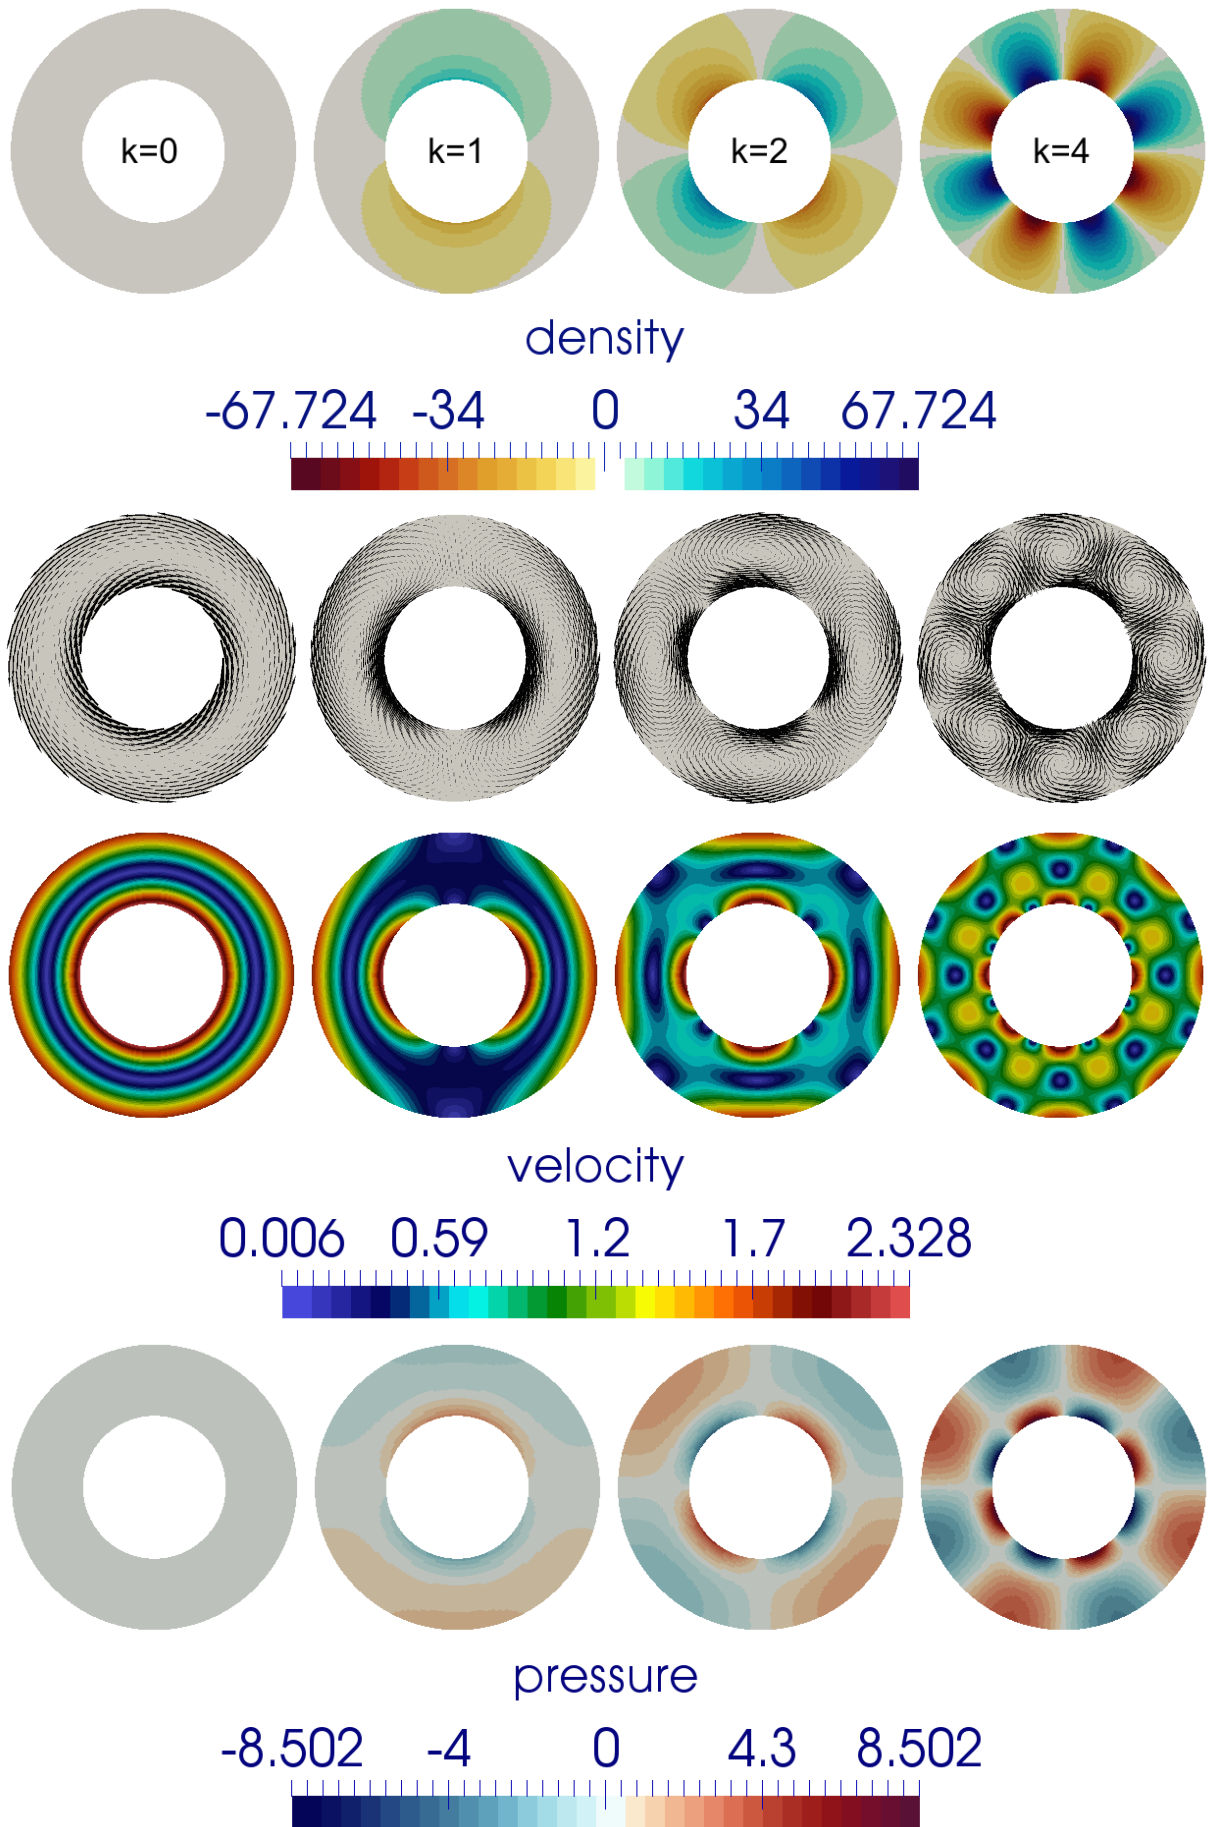 k=0 k=1 k=2 k=4
density
-67.724 -34 0 34 67.724
velocity
0.006 0.59 1.2 1.7 2.328
pressure
-8.502 -4 0 4.3 8.502